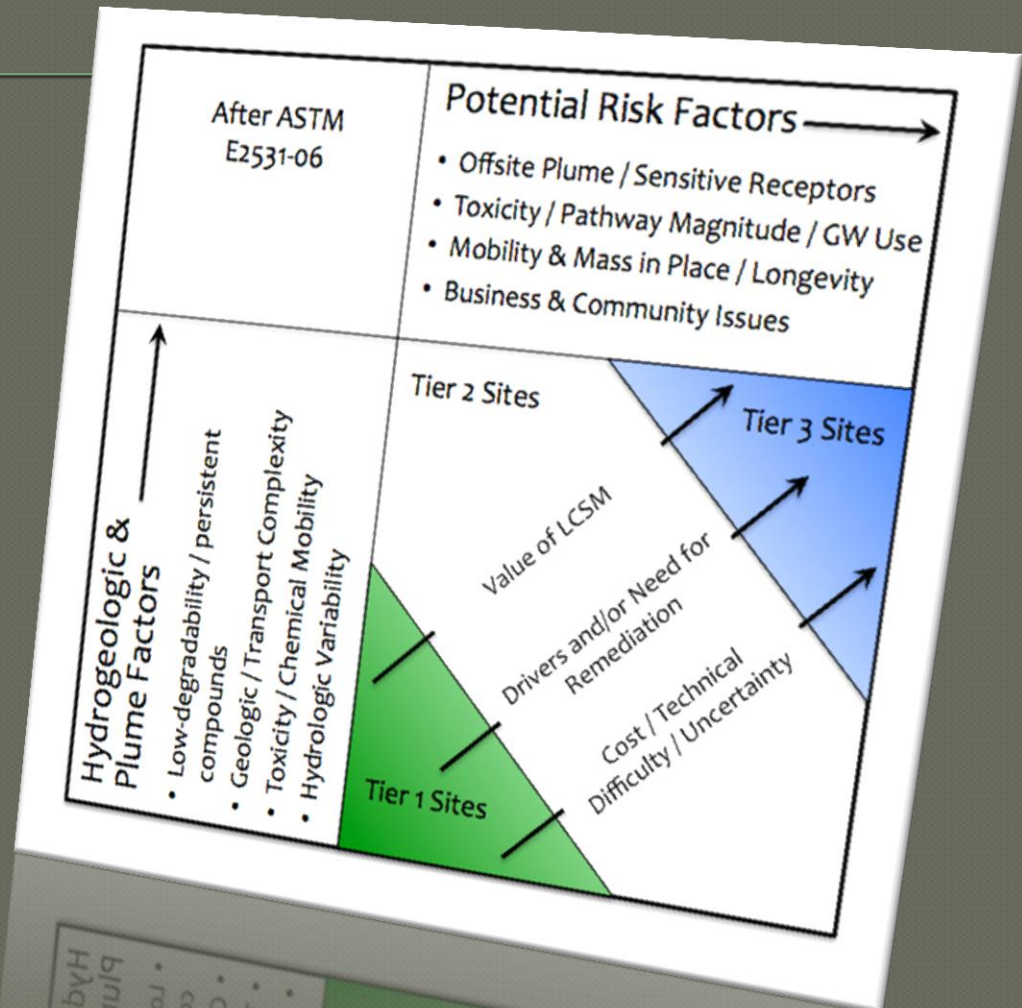 After ASTM
E2531-06
Potential Risk Factors
• Offsite Plume / Sensitive Receptors
• Toxicity / Pathway Magnitude / GW Use
• Mobility & Mass in Place / Longevity
• Business & Community Issues
Hydrogeologic &
Plume Factors
• Low-degradability / persistent
compounds
• Geologic / Transport Complexity
• Toxicity / Chemical Mobility
• Hydrologic Variability
Tier 2 Sites
Tier 3 Sites
Value of LCSM
Drivers and/or Need for
Remediation
Cost / Technical
Difficulty / Uncertainty
Tier 1 Sites